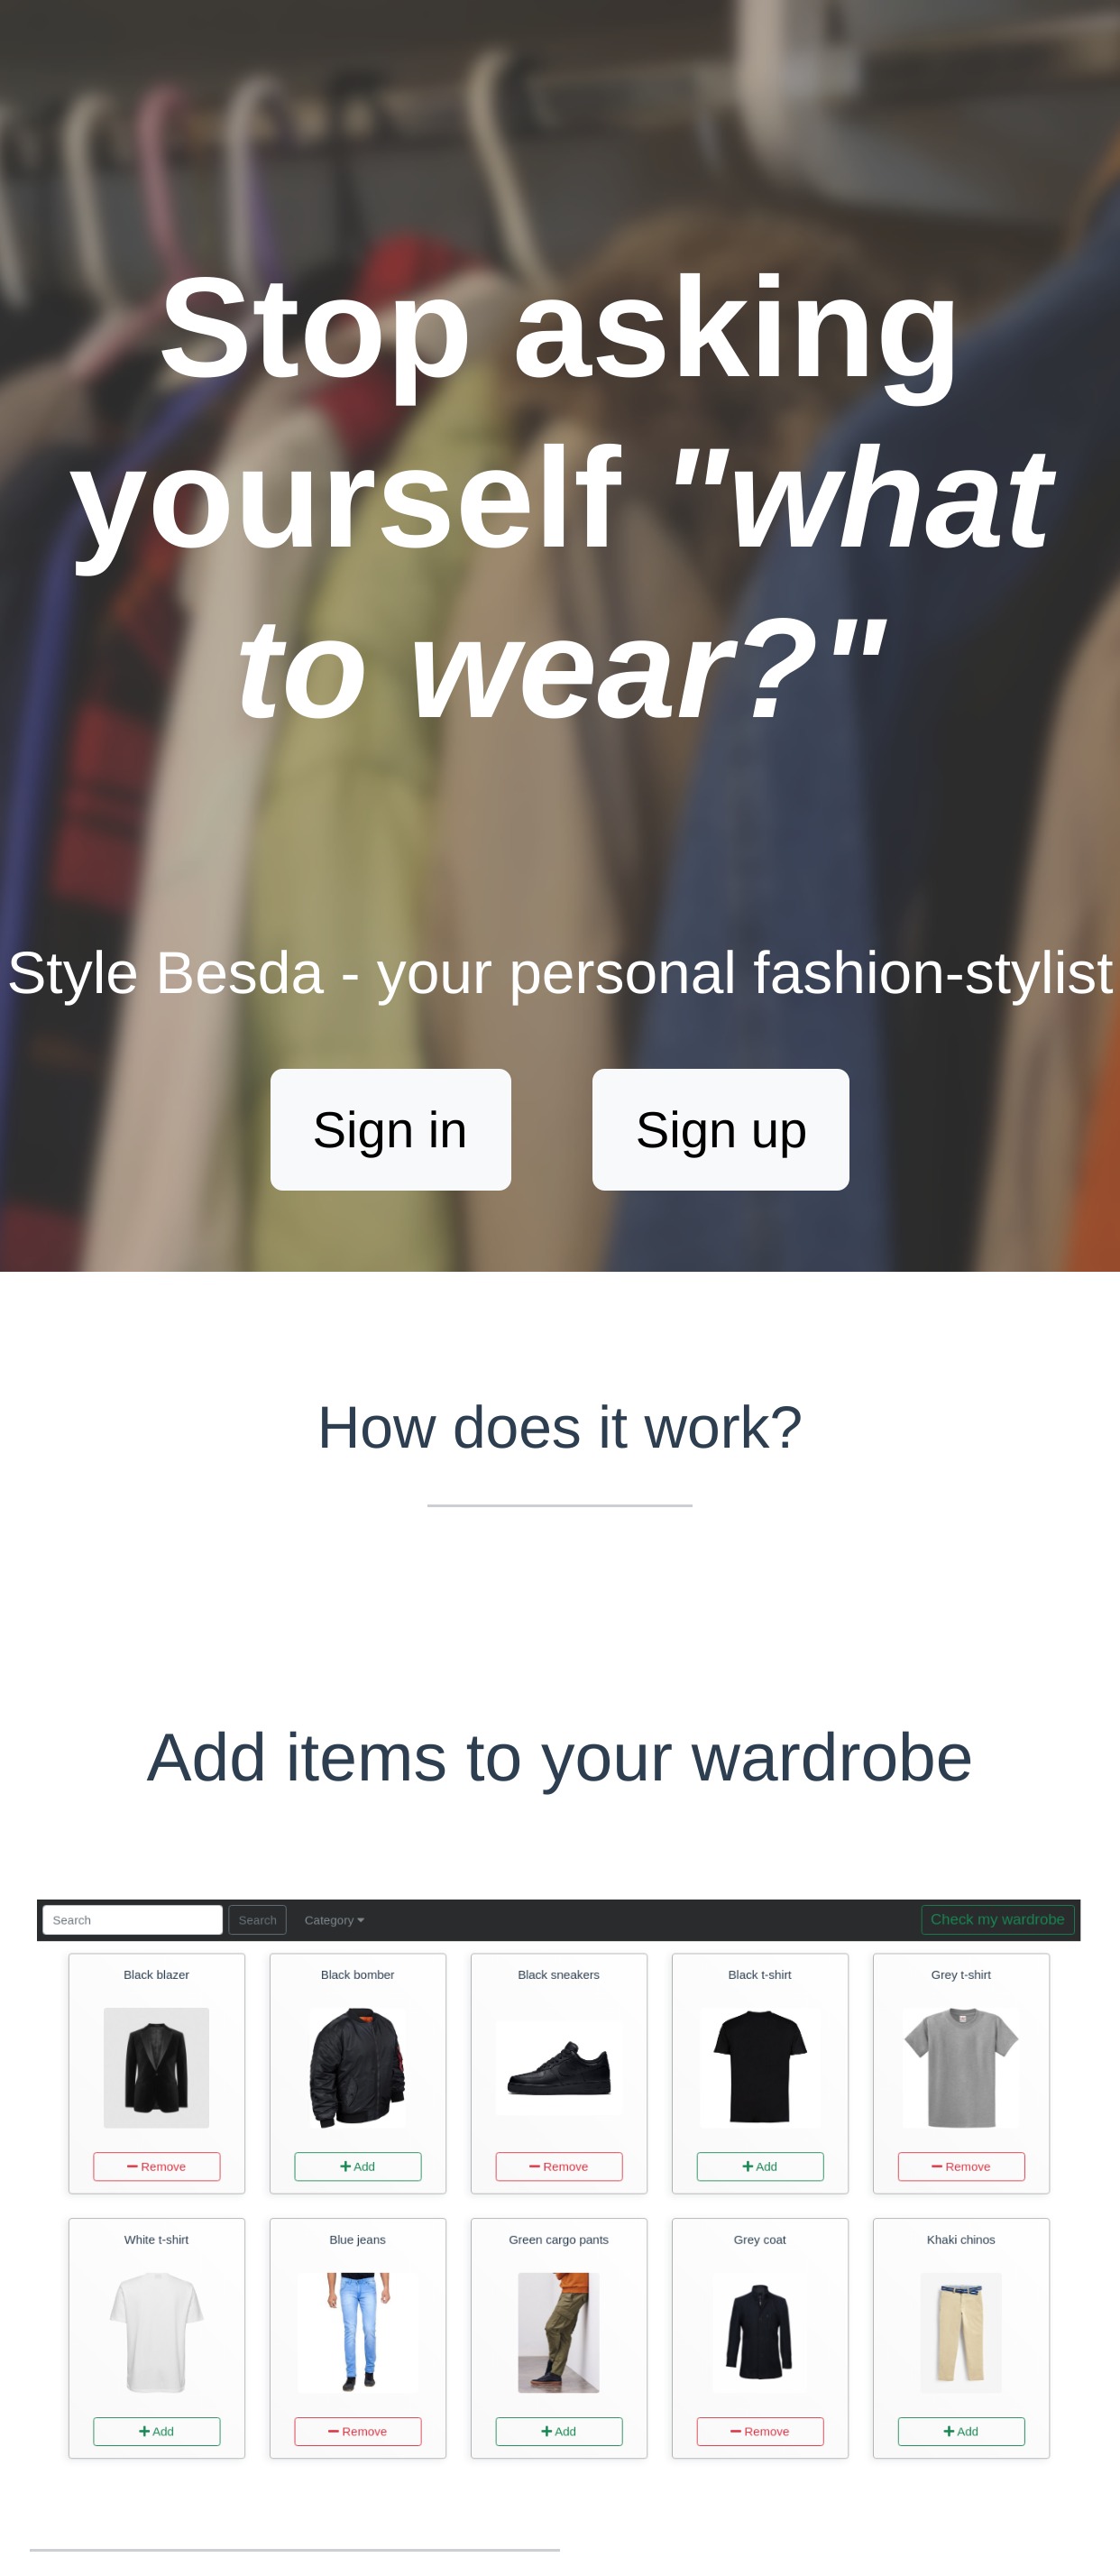 Stop asking
yourself "what
to wear?"
Style Besda - your personal fashion-stylist
Sign in
Sign up
How does it work?
Add items to your wardrobe
Search
Search
Category
Check my wardrobe
Black blazer
Black bomber
Black sneakers
Black t-shirt
Grey t-shirt
Remove
Add
Remove
Add
Remove
White t-shirt
Blue jeans
Green cargo pants
Grey coat
Khaki chinos
Add
Remove
Add
Remove
Add